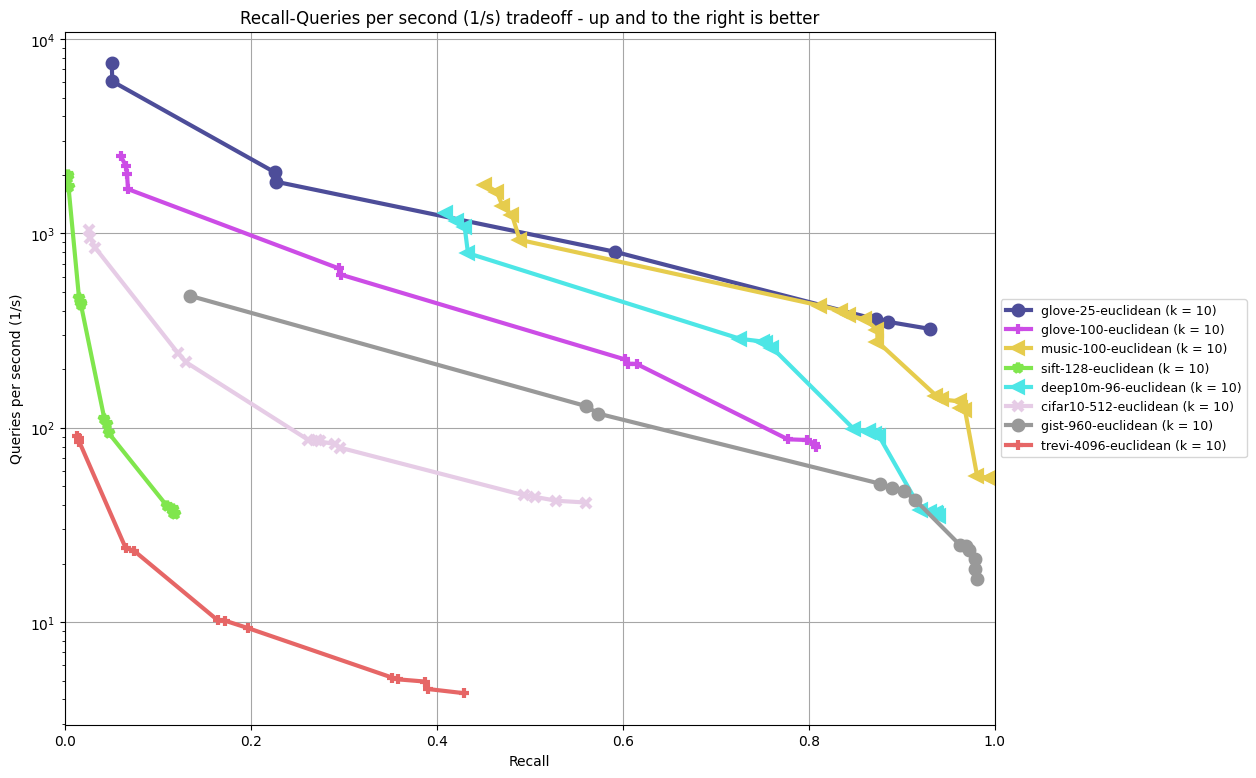 Recall-Queries per second (1/s) tradeoff - up and to the right is better
Queries per second (1/s)
10⁴
10³
10²
10¹
0.0 0.2 0.4 0.6 0.8 1.0
Recall
glove-25-euclidean (k = 10)
glove-100-euclidean (k = 10)
music-100-euclidean (k = 10)
sift-128-euclidean (k = 10)
deep10m-96-euclidean (k = 10)
cifar10-512-euclidean (k = 10)
gist-960-euclidean (k = 10)
trevi-4096-euclidean (k = 10)